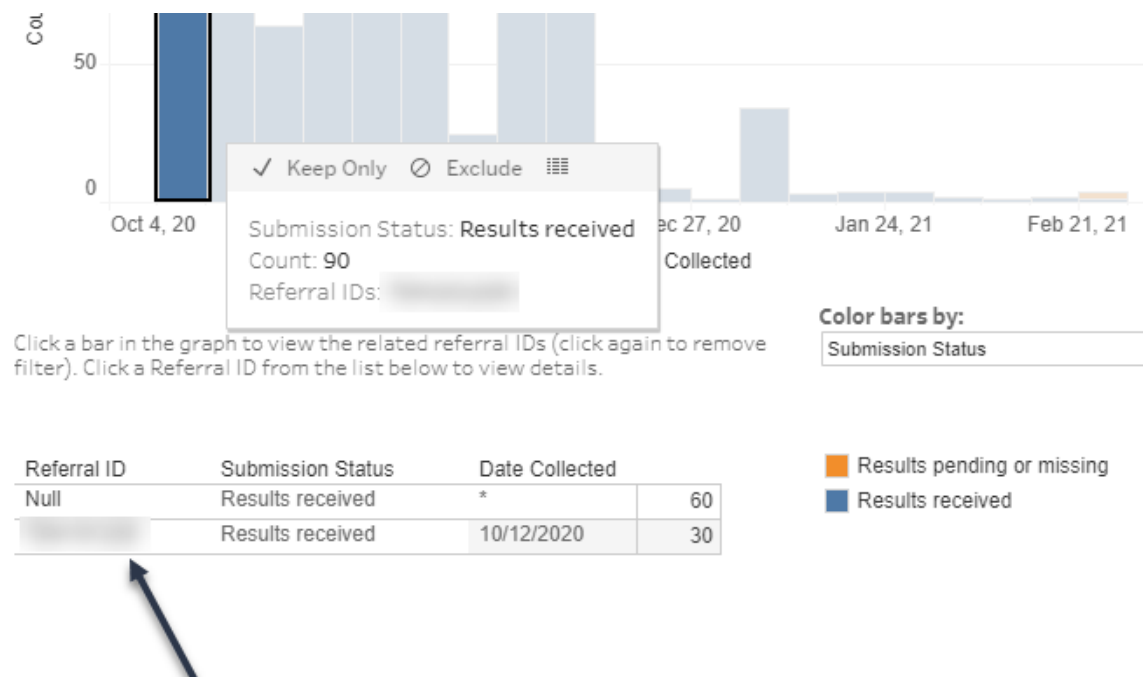 50
0
Keep Only Exclude
Submission Status: Results received
Count: 90
Referral IDs:
Oct 4, 20 ec 27, 20 Jan 24, 21 Feb 21, 21
Collected
Click a bar in the graph to view the related referral IDs (click again to remove
filter). Click a Referral ID from the list below to view details.
Color bars by:
Submission Status
Referral ID Submission Status Date Collected
Null Results received * 60
Results received 10/12/2020 30
Results pending or missing
Results received